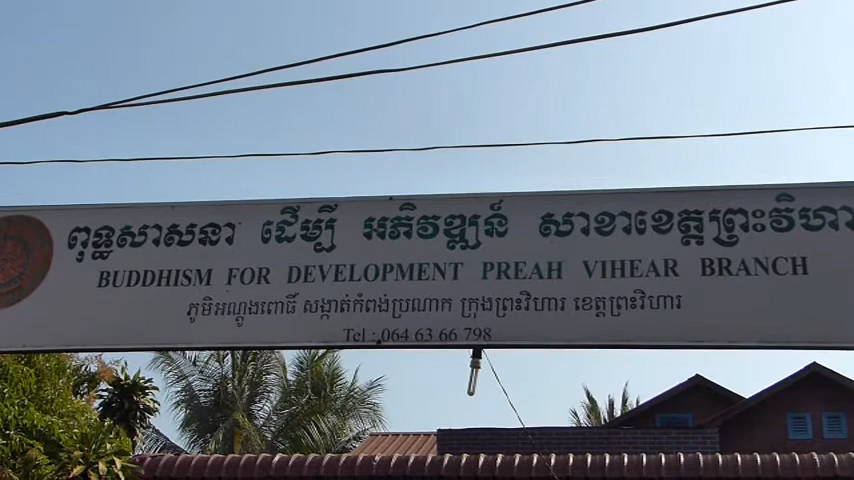 ពុទ្ធសាសនា ដើម្បី អភិវឌ្ឍន៍ សាខាខេត្តព្រះវិហារ
BUDDHISM FOR DEVELOPMENT PREAH VIHEAR BRANCH
ភូមិអណ្តូងពោធិ៍ សង្កាត់កំពង់ប្រណាក ក្រុងព្រះវិហារ ខេត្តព្រះវិហារ
Tel : 064 63 66 67 798